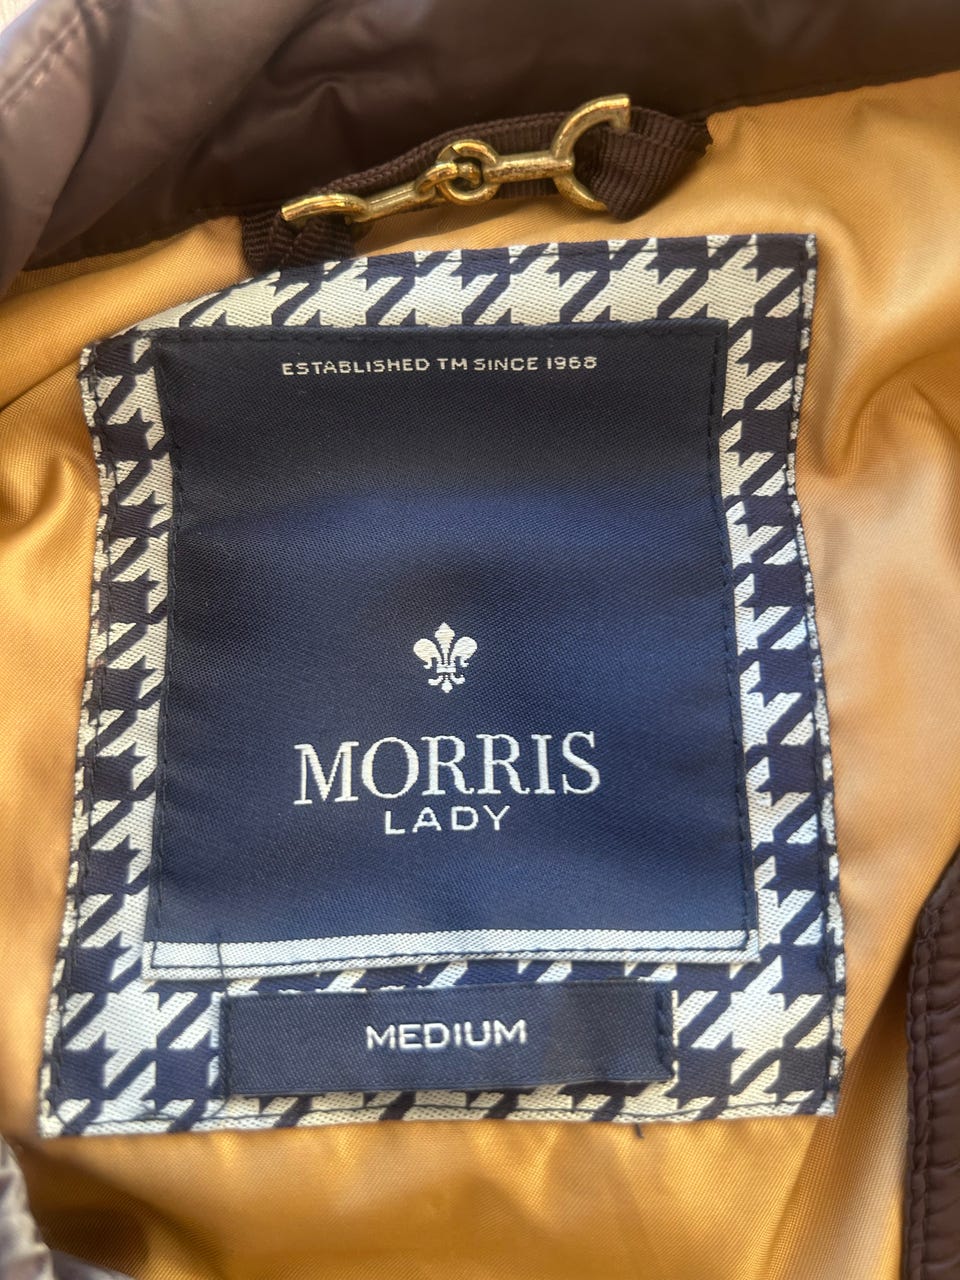 ESTABLISHED TM SINCE 1968
MORRIS
LADY
MEDIUM